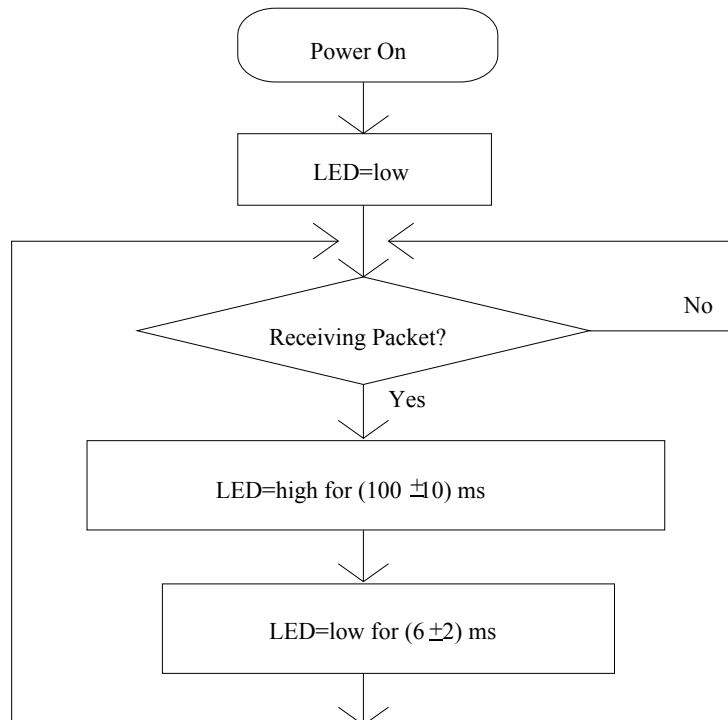 Power On
LED=low
No
Receiving Packet?
Yes
LED=high for (100 ±10) ms
LED=low for (6 ±2) ms